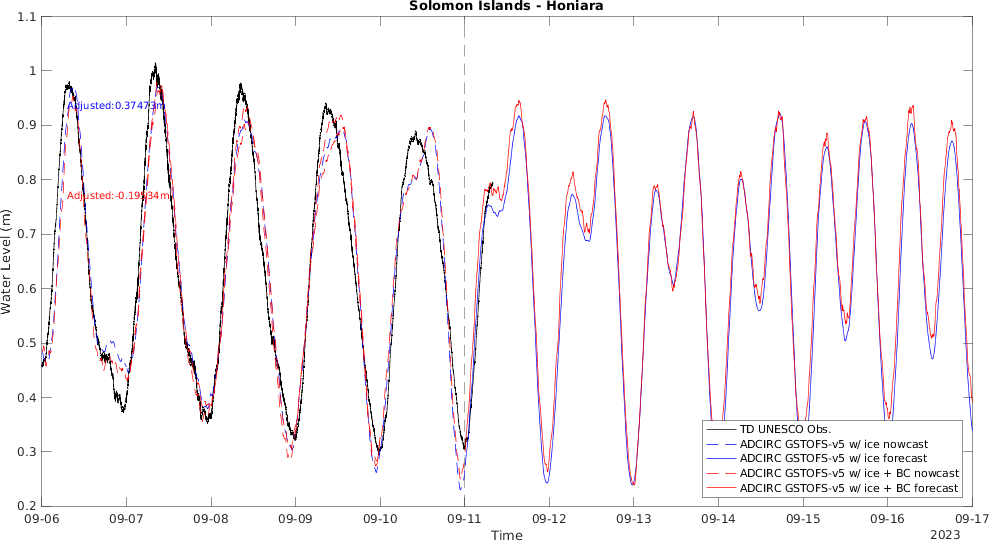 Solomon Islands - Honiara
1.1
1
0.9
0.8
0.7
0.6
0.5
0.4
0.3
0.2
Water Level (m)
Adjusted:0.37473m
Adjusted:-0.19934m
09-06 09-07 09-08 09-09 09-10 09-11 09-12 09-13 09-14 09-15 09-16 09-17
Time
2023
TD UNESCO Obs.
ADCIRC GSTOFS-v5 w/ ice nowcast
ADCIRC GSTOFS-v5 w/ ice forecast
ADCIRC GSTOFS-v5 w/ ice + BC nowcast
ADCIRC GSTOFS-v5 w/ ice + BC forecast